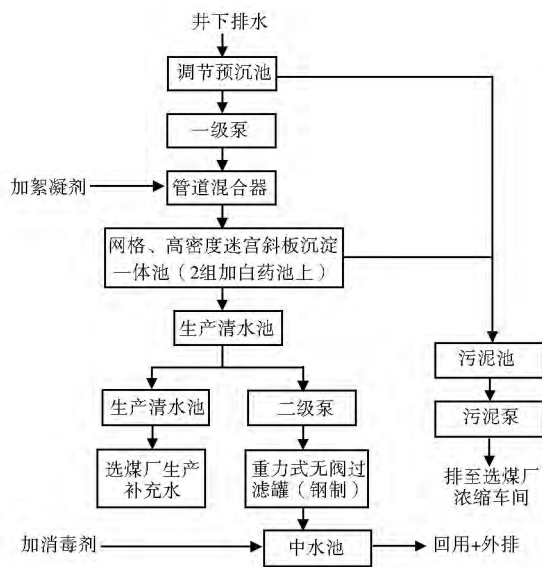 井下排水
调节预沉池
一级泵
加絮凝剂
管道混合器
网格、高密度迷宫斜板沉淀
一体池（2组加白药池上）
生产清水池
污泥池
生产清水池
二级泵
污泥泵
选煤厂生产
补充水
重力式无阀过
滤罐（钢制）
排至选煤厂
浓缩车间
加消毒剂
中水池
回用+外排